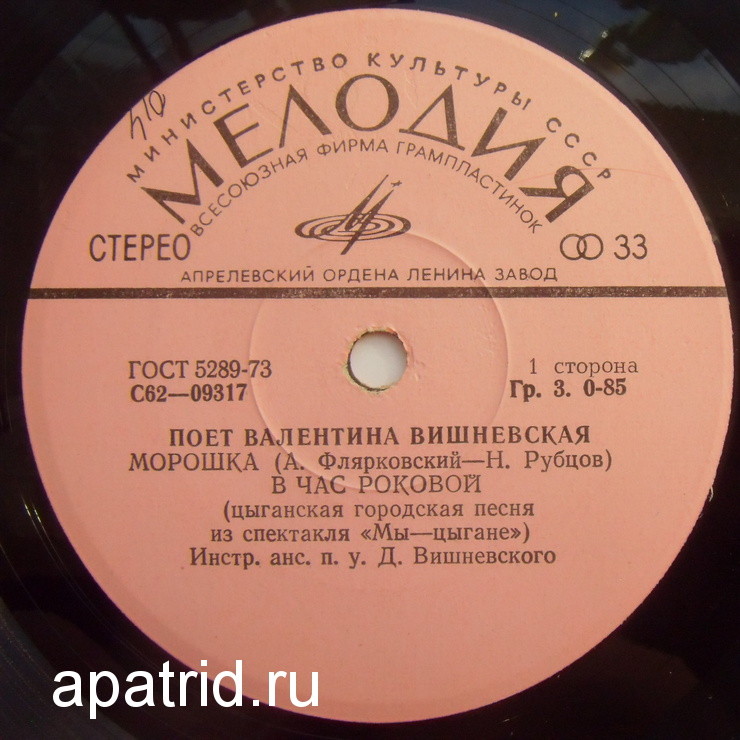 МИНИСТЕРСТВО КУЛЬТУРЫ СССР
МЕЛОДИЯ
ВСЕСОЮЗНАЯ ФИРМА ГРАМПЛАСТИНОК
СТЕРЕО 33
АПРЕЛЕВСКИЙ ОРДЕНА ЛЕНИНА ЗАВОД
ГОСТ 5289-73 1 сторона
С62—09317 Гр. 3. 0-85
ПОЕТ ВАЛЕНТИНА ВИШНЕВСКАЯ
МОРОШКА (А. Флярковский—Н. Рубцов)
В ЧАС РОКОВОЙ
(цыганская городская песня
из спектакля «Мы—цыгане»)
Инстр. анс. п. у. Д. Вишневского
apatrid.ru